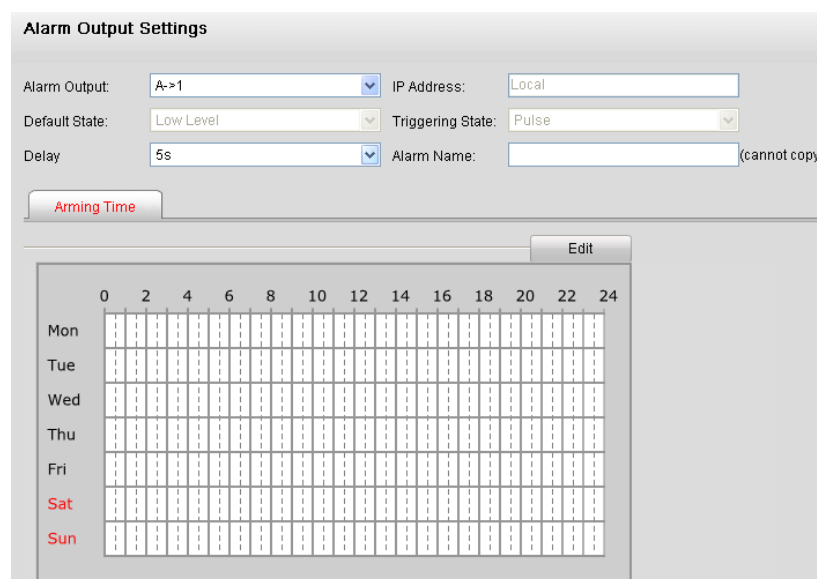 Alarm Output Settings
Alarm Output: A->1 IP Address: Local
Default State: Low Level Triggering State: Pulse
Delay 5s Alarm Name: (cannot copy
Arming Time
Edit
0 2 4 6 8 10 12 14 16 18 20 22 24
Mon
Tue
Wed
Thu
Fri
Sat
Sun